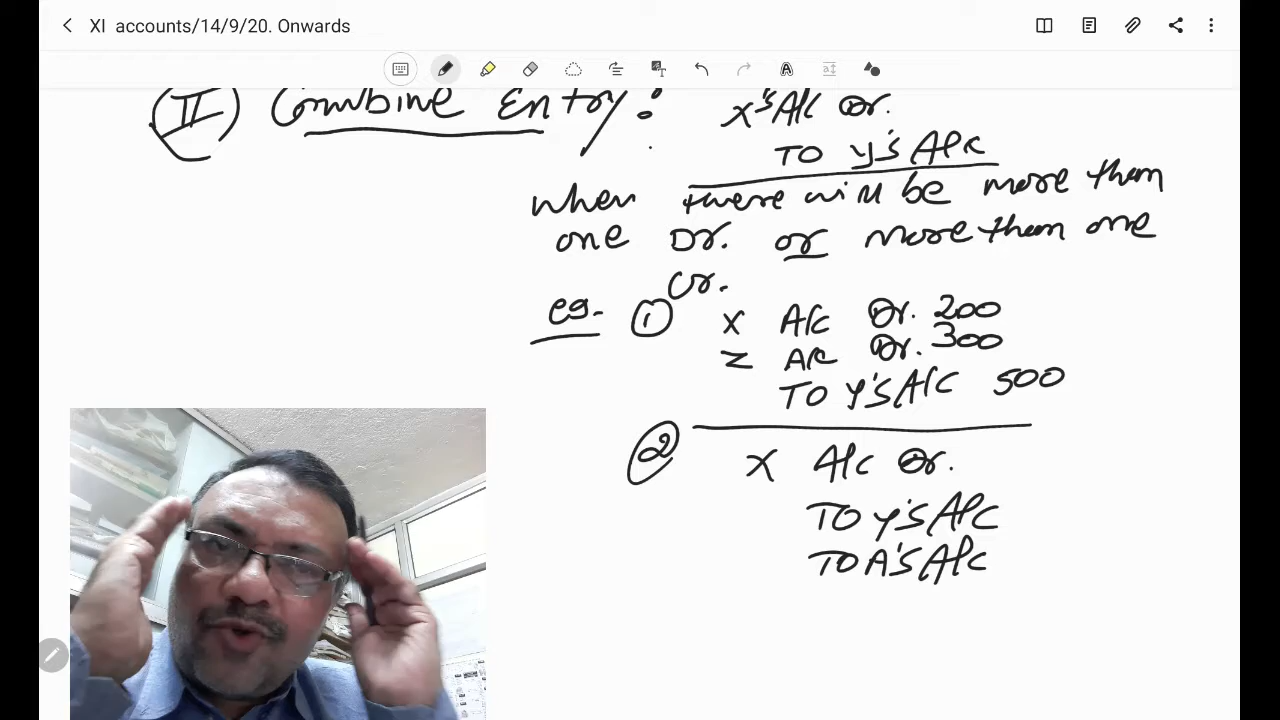 XI accounts/14/9/20. Onwards
II Combine Entry:
X's A/c Dr.
To Y's A/c
when there will be more than
one Dr. or more than one
Cr.
eg. 1 X A/c Dr. 200
Z A/c Dr. 300
To Y's A/c 500
2 X A/c Dr.
To Y's A/c
To A's A/c